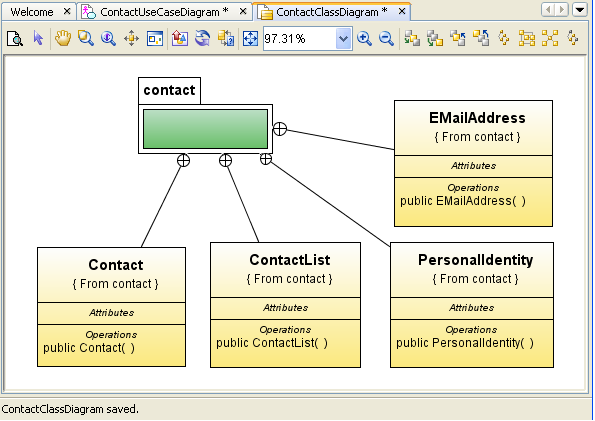 Welcome × ContactUseCaseDiagram * × ContactClassDiagram * ×
97.31%
contact
EMailAddress
{ From contact }
Attributes
Operations
public EMailAddress( )
Contact
{ From contact }
Attributes
Operations
public Contact( )
ContactList
{ From contact }
Attributes
Operations
public ContactList( )
PersonalIdentity
{ From contact }
Attributes
Operations
public PersonalIdentity( )
ContactClassDiagram saved.